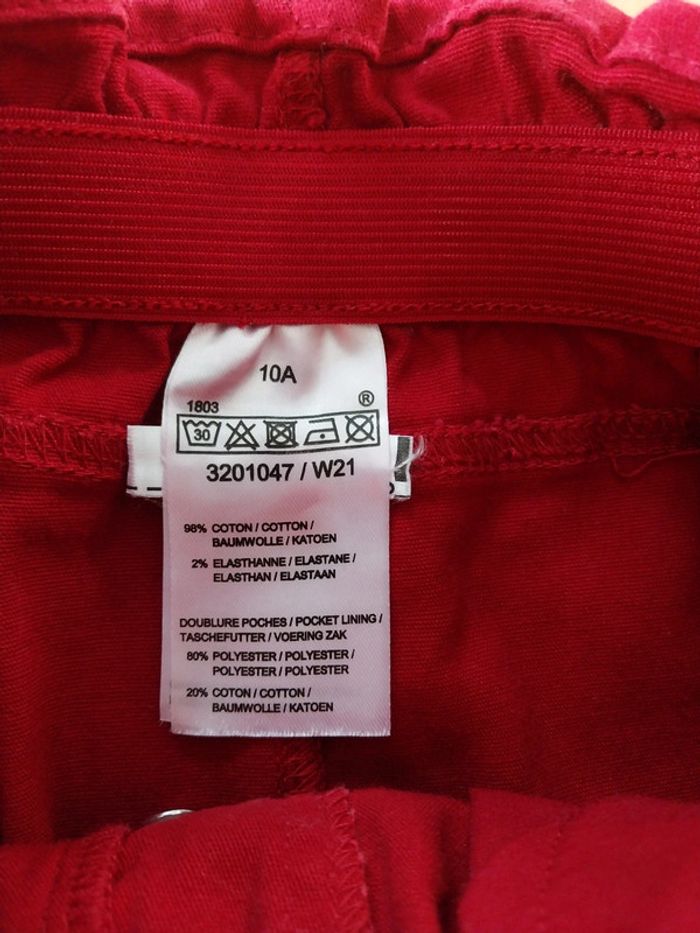 10A
1803
®
30
3201047 / W21
98% COTON / COTTON /
BAUMWOLLE / KATOEN
2% ELASTHANNE / ELASTANE /
ELASTHAN / ELASTAAN
DOUBLURE POCHES / POCKET LINING /
TASCHEFUTTER / VOERING ZAK
80% POLYESTER / POLYESTER /
POLYESTER / POLYESTER
20% COTON / COTTON /
BAUMWOLLE / KATOEN